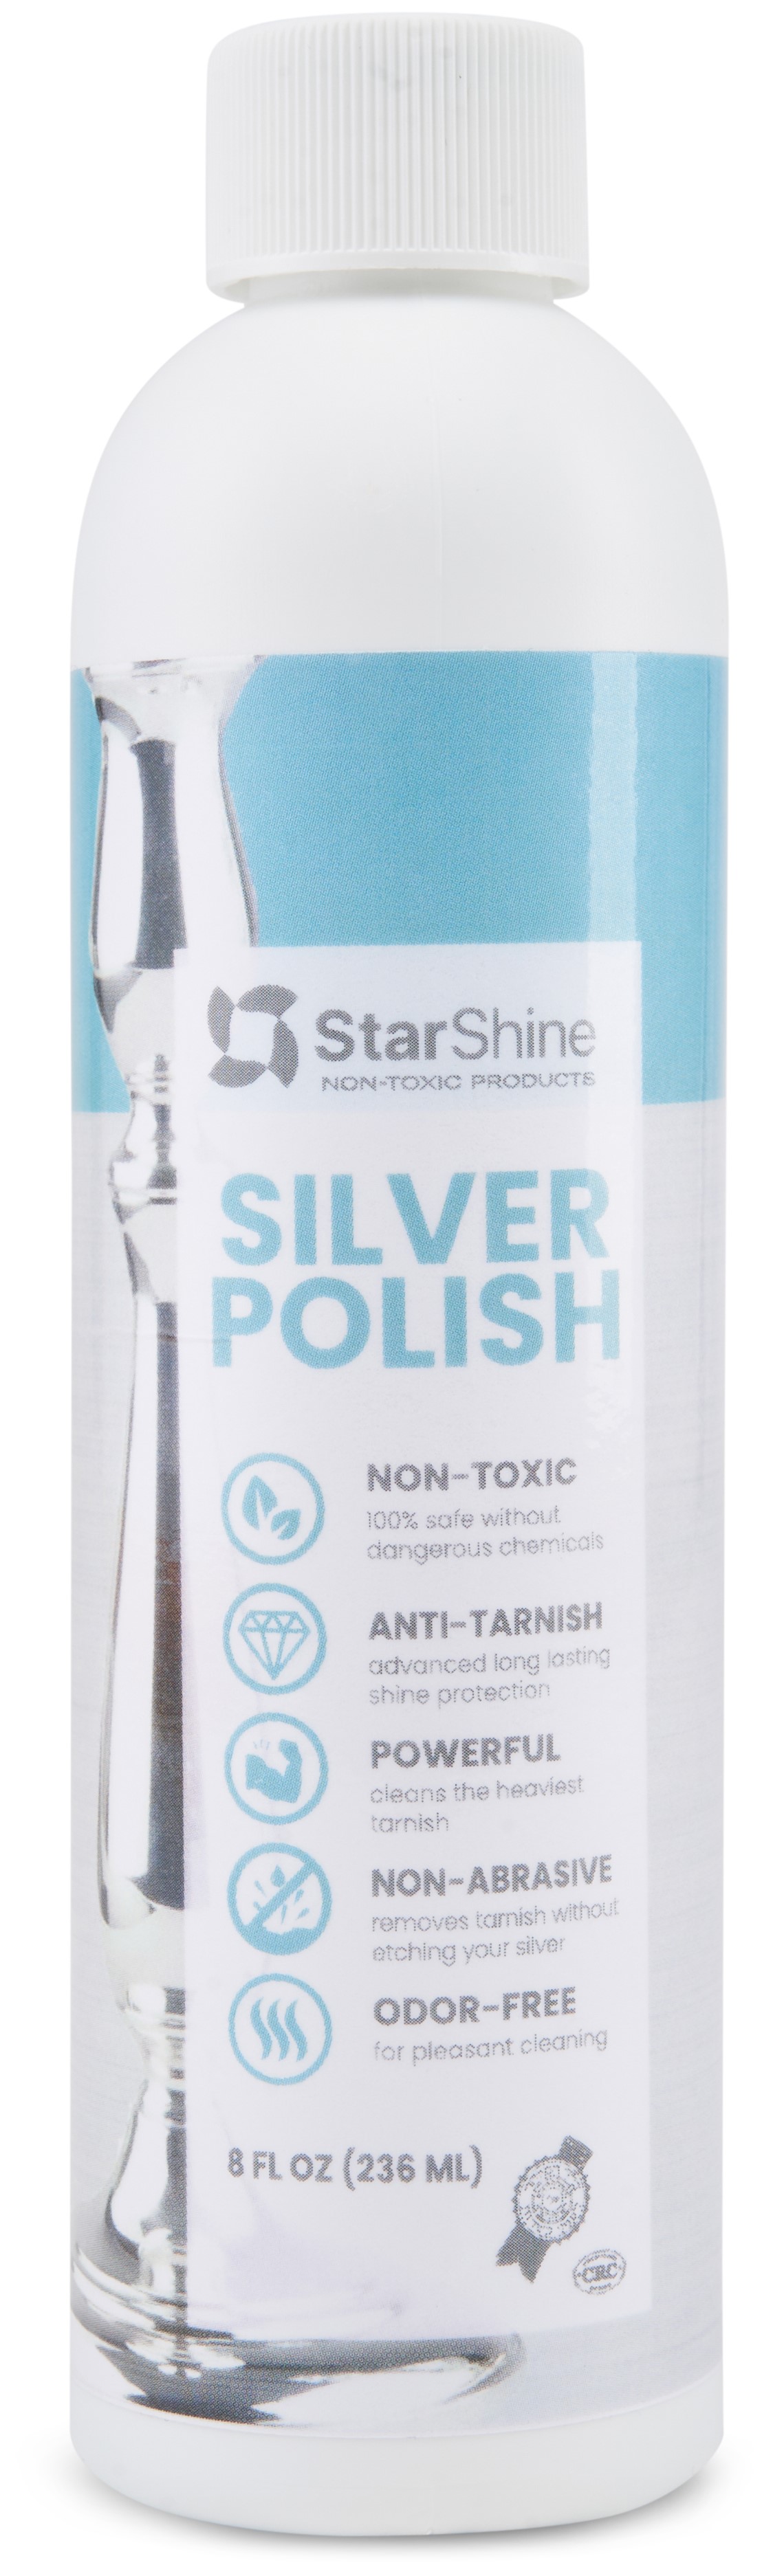 StarShine
NON-TOXIC PRODUCTS
SILVER
POLISH
NON-TOXIC
100% safe without
dangerous chemicals
ANTI-TARNISH
advanced long lasting
shine protection
POWERFUL
cleans the heaviest
tarnish
NON-ABRASIVE
removes tarnish without
etching your silver
ODOR-FREE
for pleasant cleaning
8 FL OZ (236 ML)
CRC